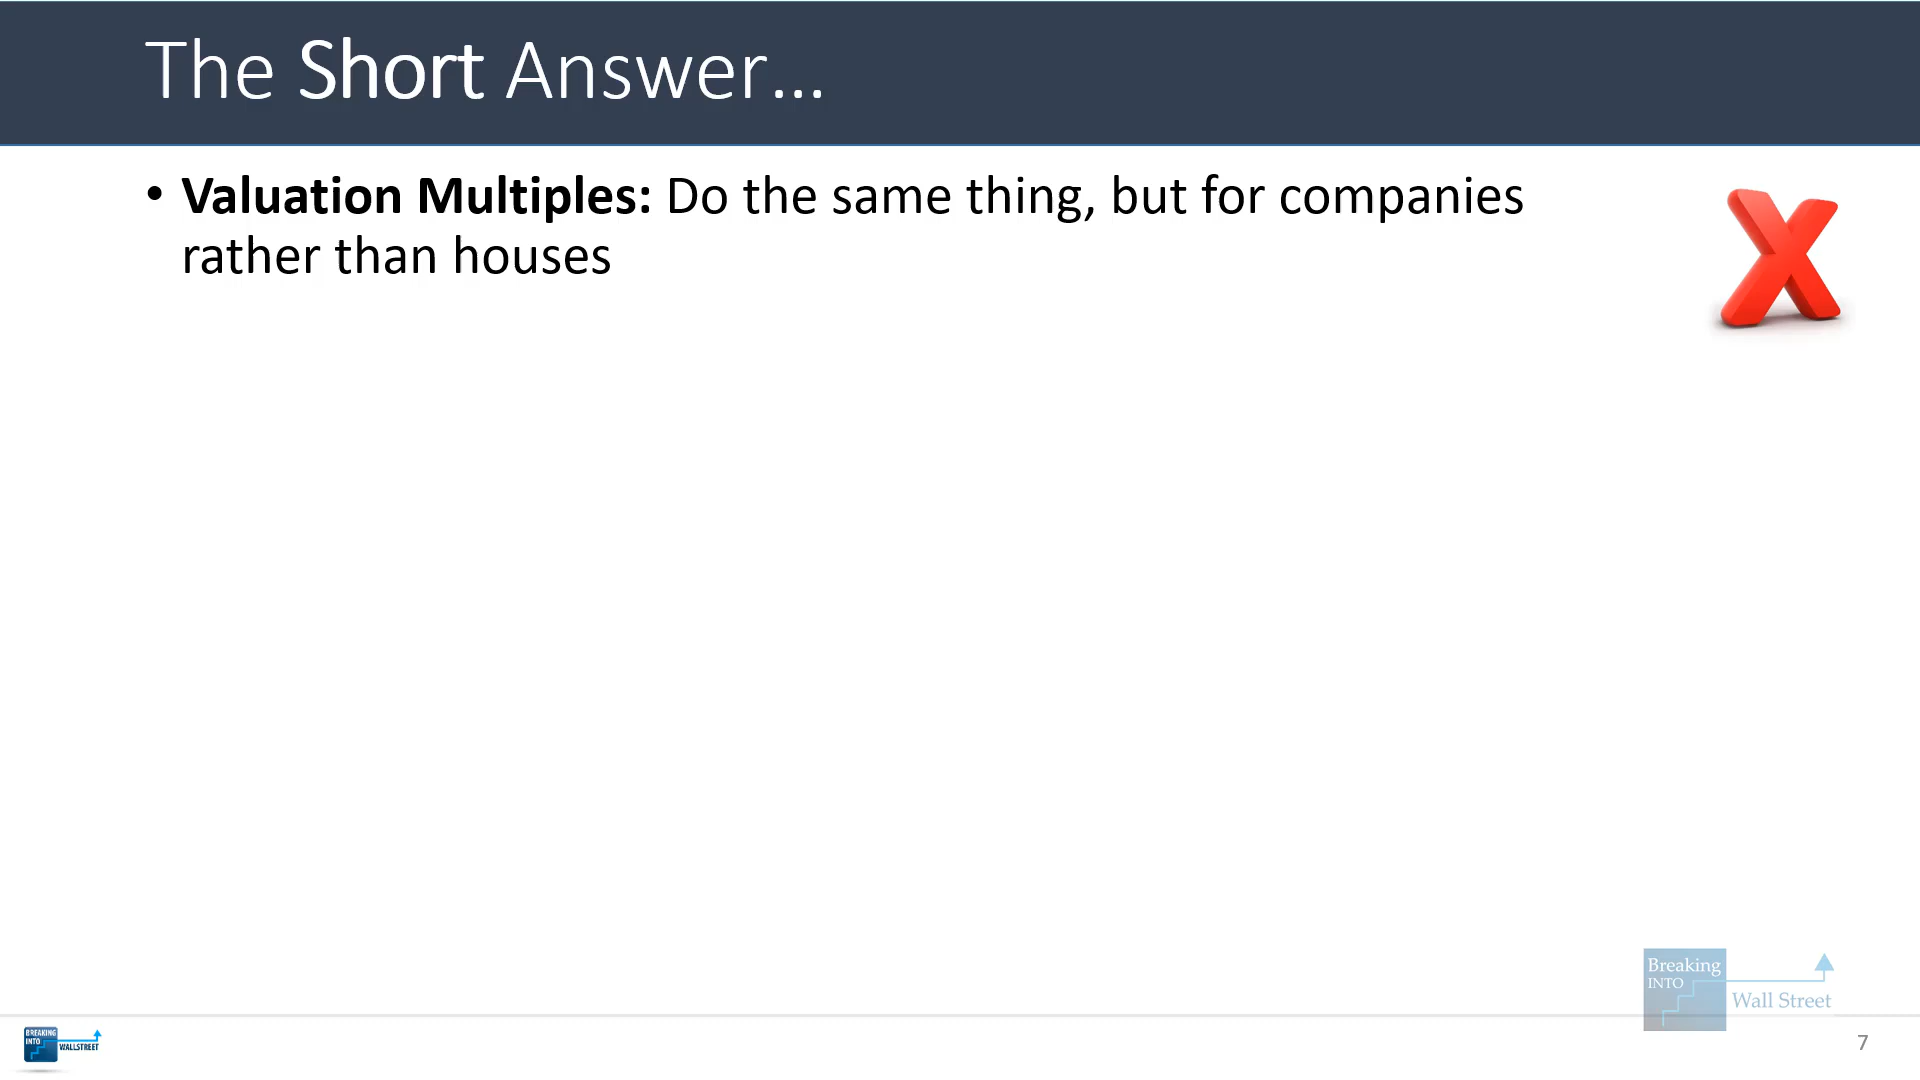 The Short Answer...
• Valuation Multiples: Do the same thing, but for companies
rather than houses
Breaking
INTO
Wall Street
BREAKING
INTO
WALLSTREET
7